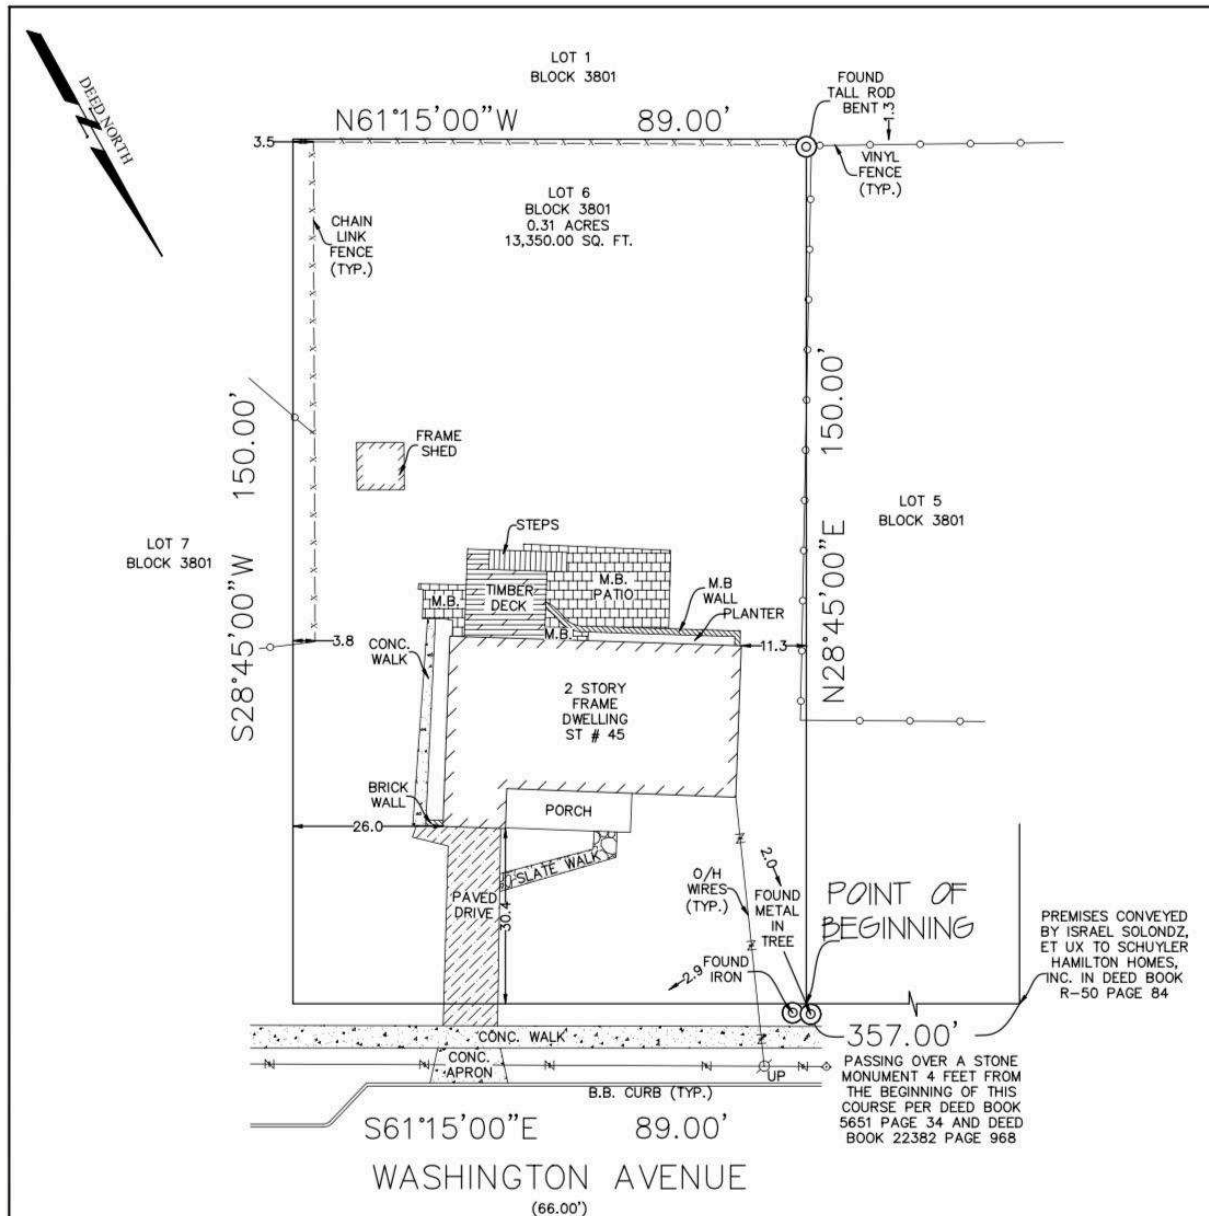 LOT 1
BLOCK 3801
DEED NORTH
N61°15'00"W 89.00'
FOUND
TALL ROD
BENT
1.3
3.5
VINYL
FENCE
(TYP.)
LOT 6
BLOCK 3801
0.31 ACRES
13,350.00 SQ. FT.
CHAIN
LINK
FENCE
(TYP.)
S28°45'00"W 150.00'
N28°45'00"E 150.00'
FRAME
SHED
LOT 5
BLOCK 3801
LOT 7
BLOCK 3801
STEPS
M.B.
PATIO
TIMBER
DECK
M.B.
M.B
WALL
PLANTER
M.B.
3.8
CONC.
WALK
11.3
2 STORY
FRAME
DWELLING
ST # 45
BRICK
WALL
PORCH
26.0
SLATE WALK
PAVED
DRIVE
30.4
O/H
WIRES
(TYP.)
2.0
FOUND
METAL
IN
TREE
POINT OF
BEGINNING
PREMISES CONVEYED
BY ISRAEL SOLONDZ,
ET UX TO SCHUYLER
HAMILTON HOMES,
INC. IN DEED BOOK
R-50 PAGE 84
2.9
FOUND
IRON
CONC. WALK
357.00'
CONC.
APRON
UP
PASSING OVER A STONE
MONUMENT 4 FEET FROM
THE BEGINNING OF THIS
COURSE PER DEED BOOK
5651 PAGE 34 AND DEED
BOOK 22382 PAGE 968
B.B. CURB (TYP.)
S61°15'00"E 89.00'
WASHINGTON AVENUE
(66.00')